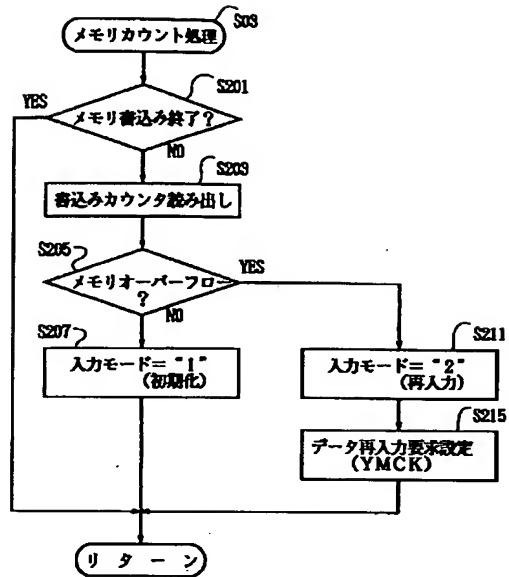 S03
メモリカウント処理
S201
YES
メモリ書込み終了？
NO
S203
書込みカウンタ読み出し
S205
メモリオーバーフロー
？
YES
NO
S207
入力モード＝“1”
(初期化)
S211
入力モード＝“2”
(再入力)
S215
データ再入力要求設定
(YMCK)
リターン